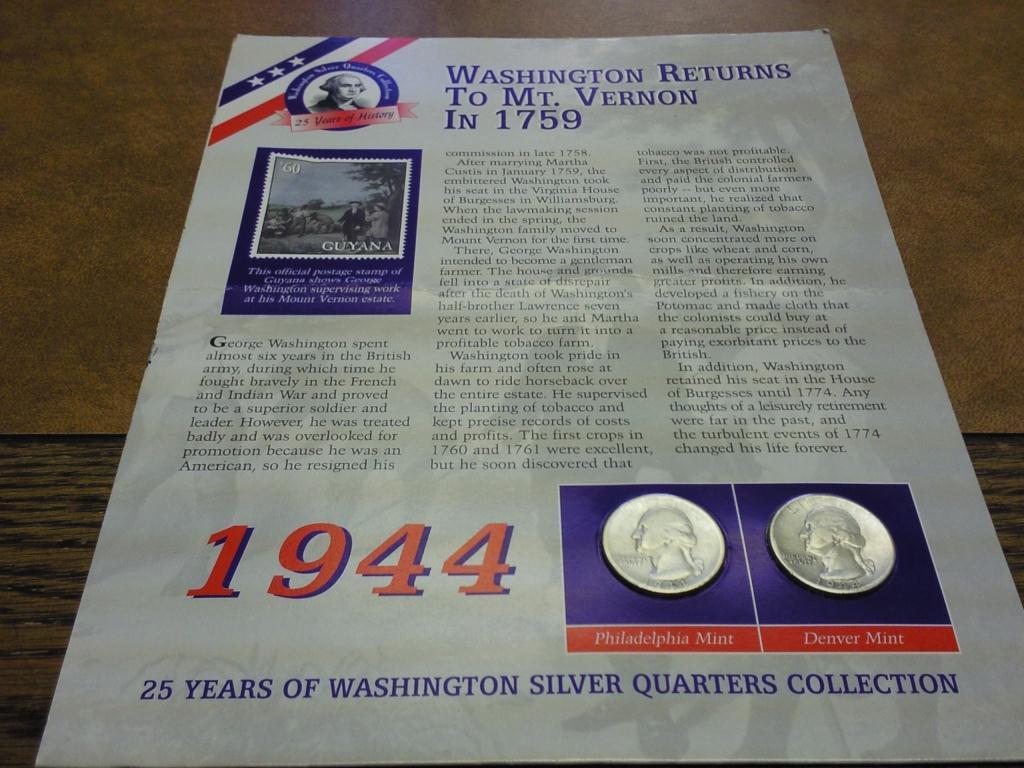 Washington Silver Quarters Collection
25 Years of History
WASHINGTON RETURNS
TO MT. VERNON
IN 1759
$60
GUYANA
This official postage stamp of
Guyana shows George
Washington supervising work
at his Mount Vernon estate.
George Washington spent
almost six years in the British
army, during which time he
fought bravely in the French
and Indian War and proved
to be a superior soldier and
leader. However, he was treated
badly and was overlooked for
promotion because he was an
American, so he resigned his
commission in late 1758.
After marrying Martha
Custis in January 1759, the
embittered Washington took
his seat in the Virginia House
of Burgesses in Williamsburg.
When the lawmaking session
ended in the spring, the
Washington family moved to
Mount Vernon for the first time.
There, George Washington
intended to become a gentleman
farmer. The house and grounds
fell into a state of disrepair
after the death of Washington's
half-brother Lawrence seven
years earlier, so he and Martha
went to work to turn it into a
profitable tobacco farm.
Washington took pride in
his farm and often rose at
dawn to ride horseback over
the entire estate. He supervised
the planting of tobacco and
kept precise records of costs
and profits. The first crops in
1760 and 1761 were excellent,
but he soon discovered that
tobacco was not profitable.
First, the British controlled
every aspect of distribution
and paid the colonial farmers
poorly -- but even more
important, he realized that
constant planting of tobacco
ruined the land.
As a result, Washington
soon concentrated more on
crops like wheat and corn,
as well as operating his own
mills and therefore earning
greater profits. In addition, he
developed a fishery on the
Potomac and made cloth that
the colonists could buy at
a reasonable price instead of
paying exorbitant prices to the
British.
In addition, Washington
retained his seat in the House
of Burgesses until 1774. Any
thoughts of a leisurely retirement
were far in the past, and
the turbulent events of 1774
changed his life forever.
1944
Philadelphia Mint
Denver Mint
25 YEARS OF WASHINGTON SILVER QUARTERS COLLECTION